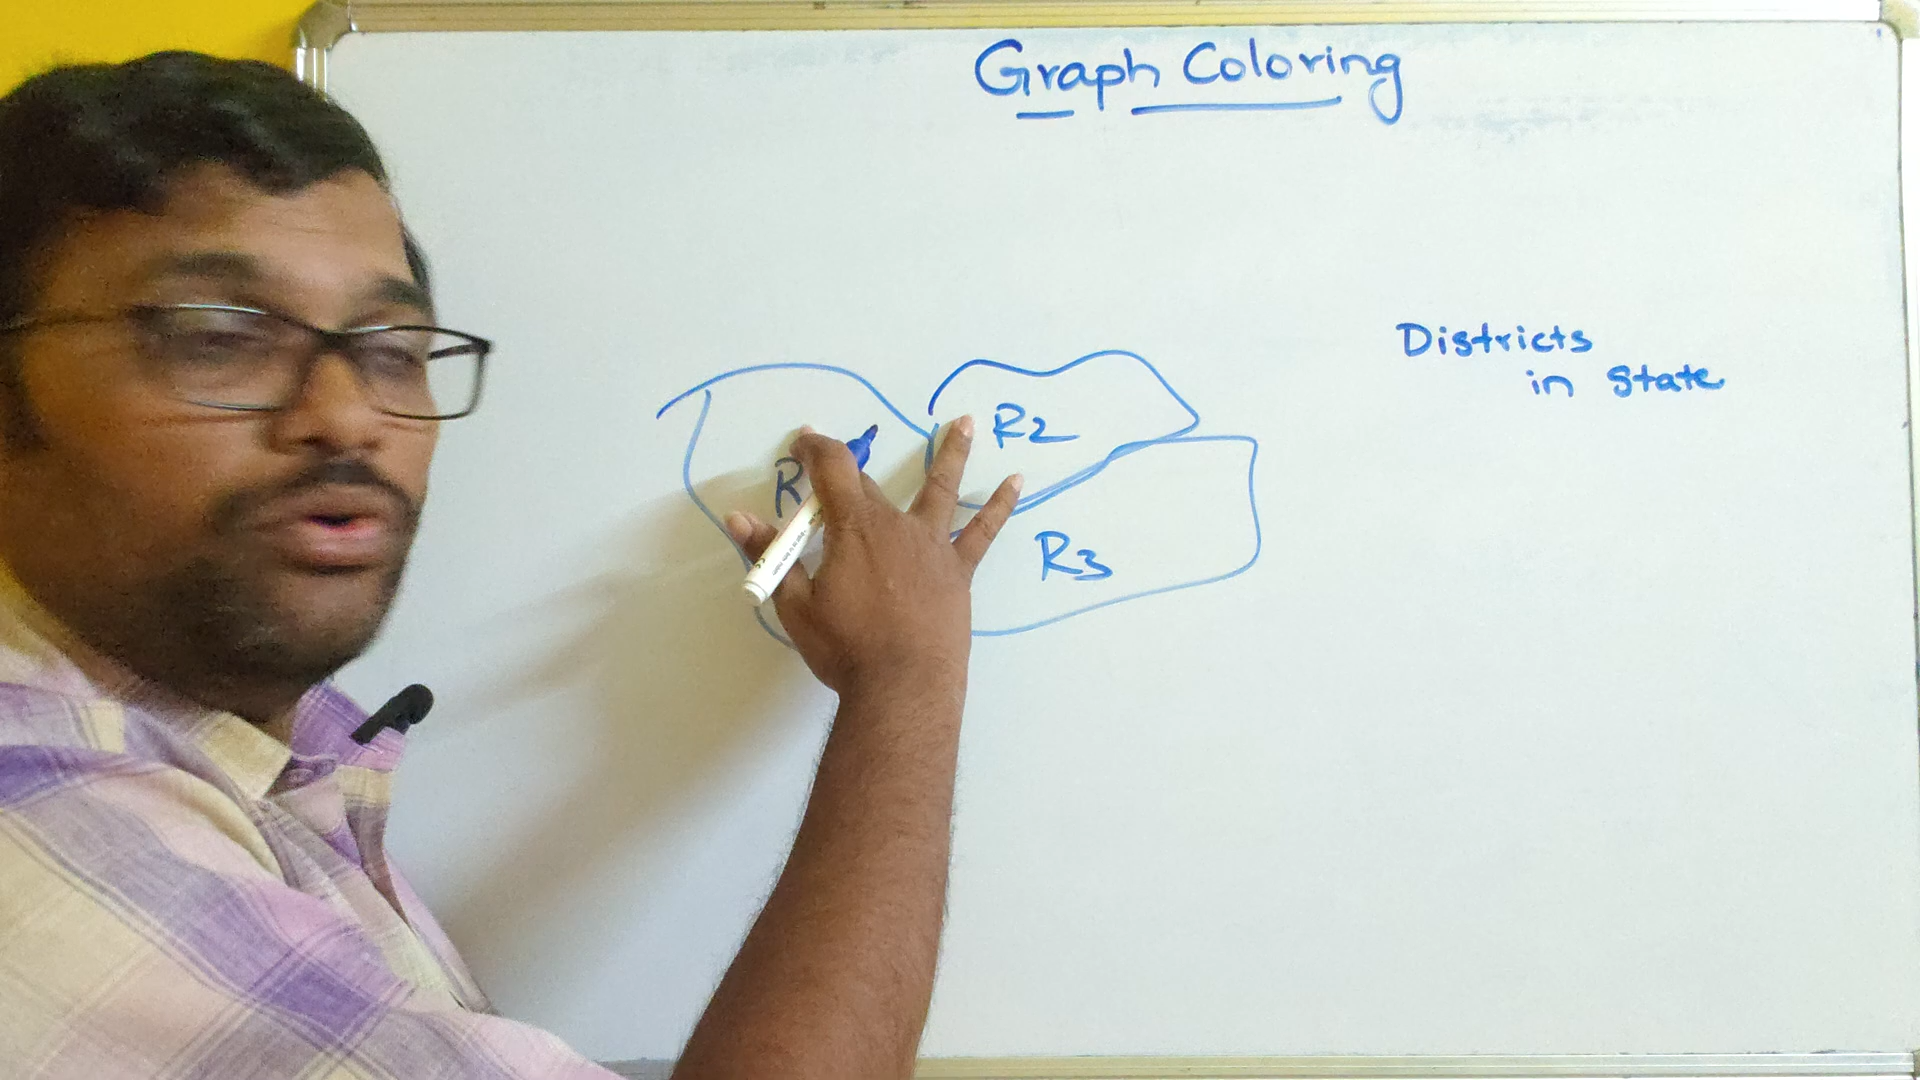 Graph Coloring
Districts
in state
R2
R
R3